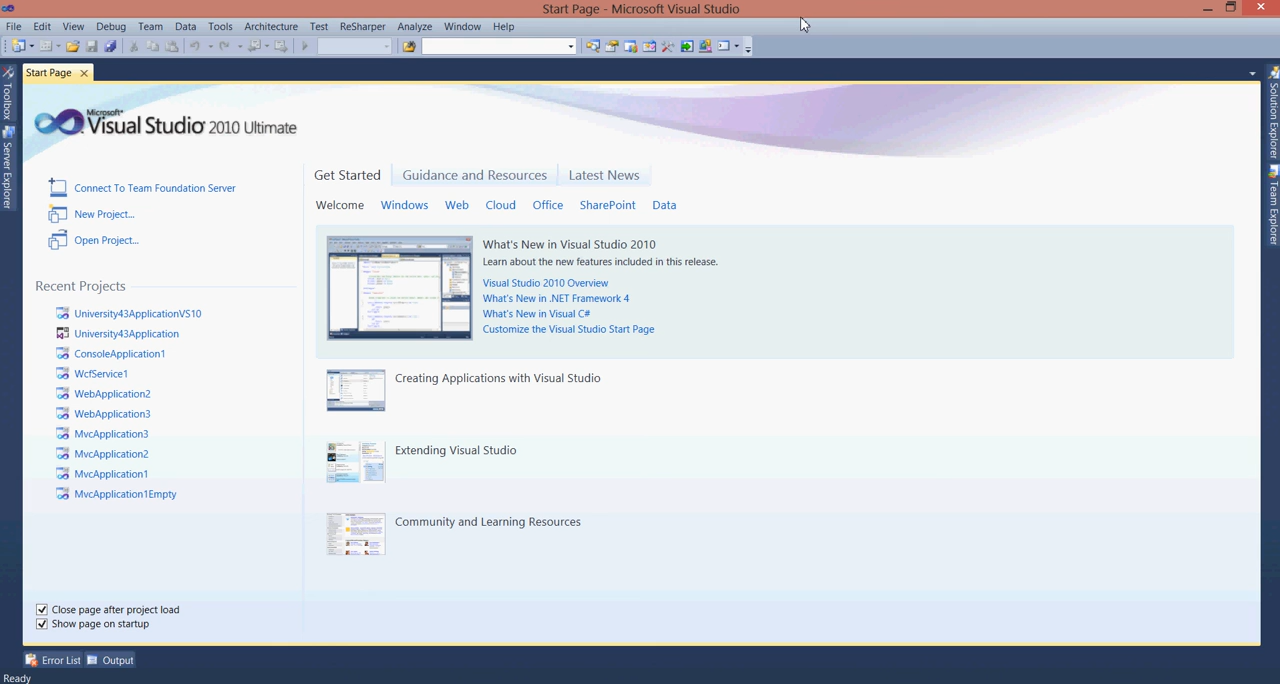 Start Page - Microsoft Visual Studio
File Edit View Debug Team Data Tools Architecture Test ReSharper Analyze Window Help
Start Page
Toolbox
Server Explorer
Solution Explorer
Team Explorer
Microsoft®
Visual Studio 2010 Ultimate
Connect To Team Foundation Server
New Project...
Open Project...
Recent Projects
University43ApplicationVS10
University43Application
ConsoleApplication1
WcfService1
WebApplication2
WebApplication3
MvcApplication3
MvcApplication2
MvcApplication1
MvcApplication1Empty
Close page after project load
Show page on startup
Get Started Guidance and Resources Latest News
Welcome Windows Web Cloud Office SharePoint Data
What's New in Visual Studio 2010
Learn about the new features included in this release.
Visual Studio 2010 Overview
What's New in .NET Framework 4
What's New in Visual C#
Customize the Visual Studio Start Page
Creating Applications with Visual Studio
Extending Visual Studio
Community and Learning Resources
Error List Output
Ready